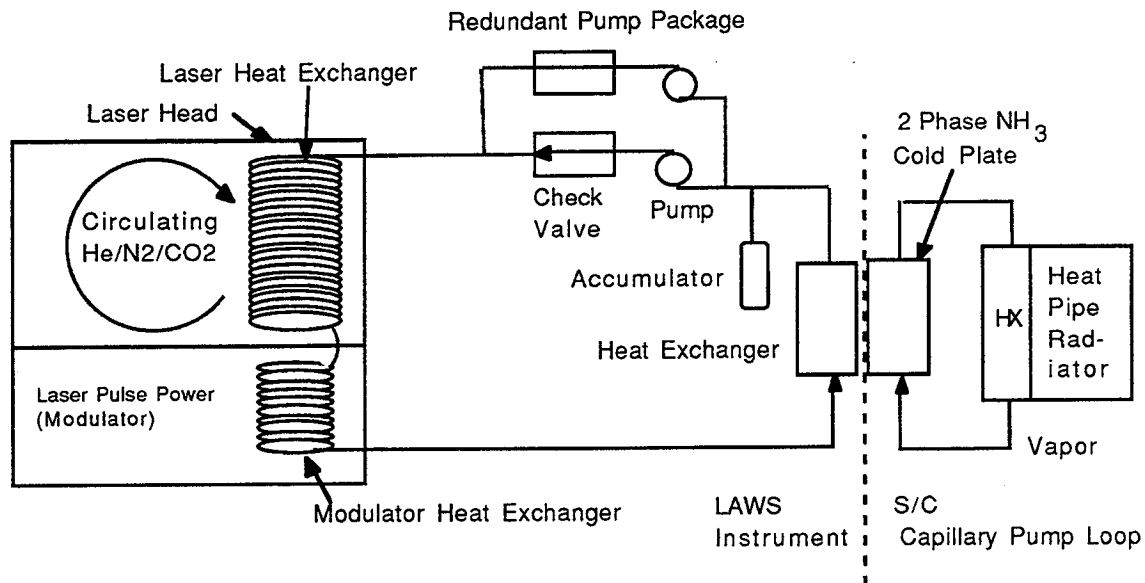 Redundant Pump Package
Laser Heat Exchanger
Laser Head
2 Phase NH3
Cold Plate
Circulating
He/N2/CO2
Check
Valve
Pump
Accumulator
Heat Exchanger
HX
Heat
Pipe
Rad-
iator
Laser Pulse Power
(Modulator)
Vapor
Modulator Heat Exchanger
LAWS
Instrument
S/C
Capillary Pump Loop